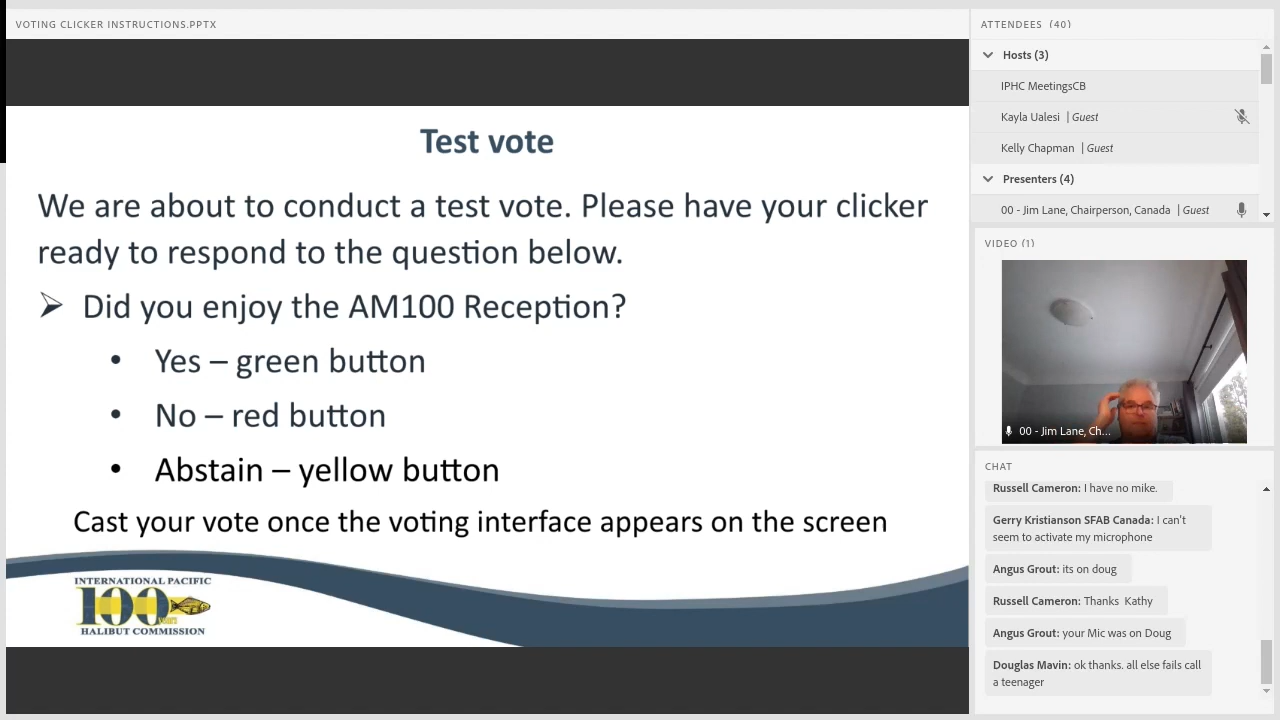 VOTING CLICKER INSTRUCTIONS.PPTX
Test vote
We are about to conduct a test vote. Please have your clicker
ready to respond to the question below.
Did you enjoy the AM100 Reception?
Yes – green button
No – red button
Abstain – yellow button
Cast your vote once the voting interface appears on the screen
INTERNATIONAL PACIFIC
100
HALIBUT COMMISSION
ATTENDEES (40)
Hosts (3)
IPHC MeetingsCB
Kayla Ualesi | Guest
Kelly Chapman | Guest
Presenters (4)
00 - Jim Lane, Chairperson, Canada | Guest
VIDEO (1)
00 - Jim Lane, Ch...
CHAT
Russell Cameron: I have no mike.
Gerry Kristianson SFAB Canada: I can't
seem to activate my microphone
Angus Grout: its on doug
Russell Cameron: Thanks Kathy
Angus Grout: your Mic was on Doug
Douglas Mavin: ok thanks. all else fails call
a teenager